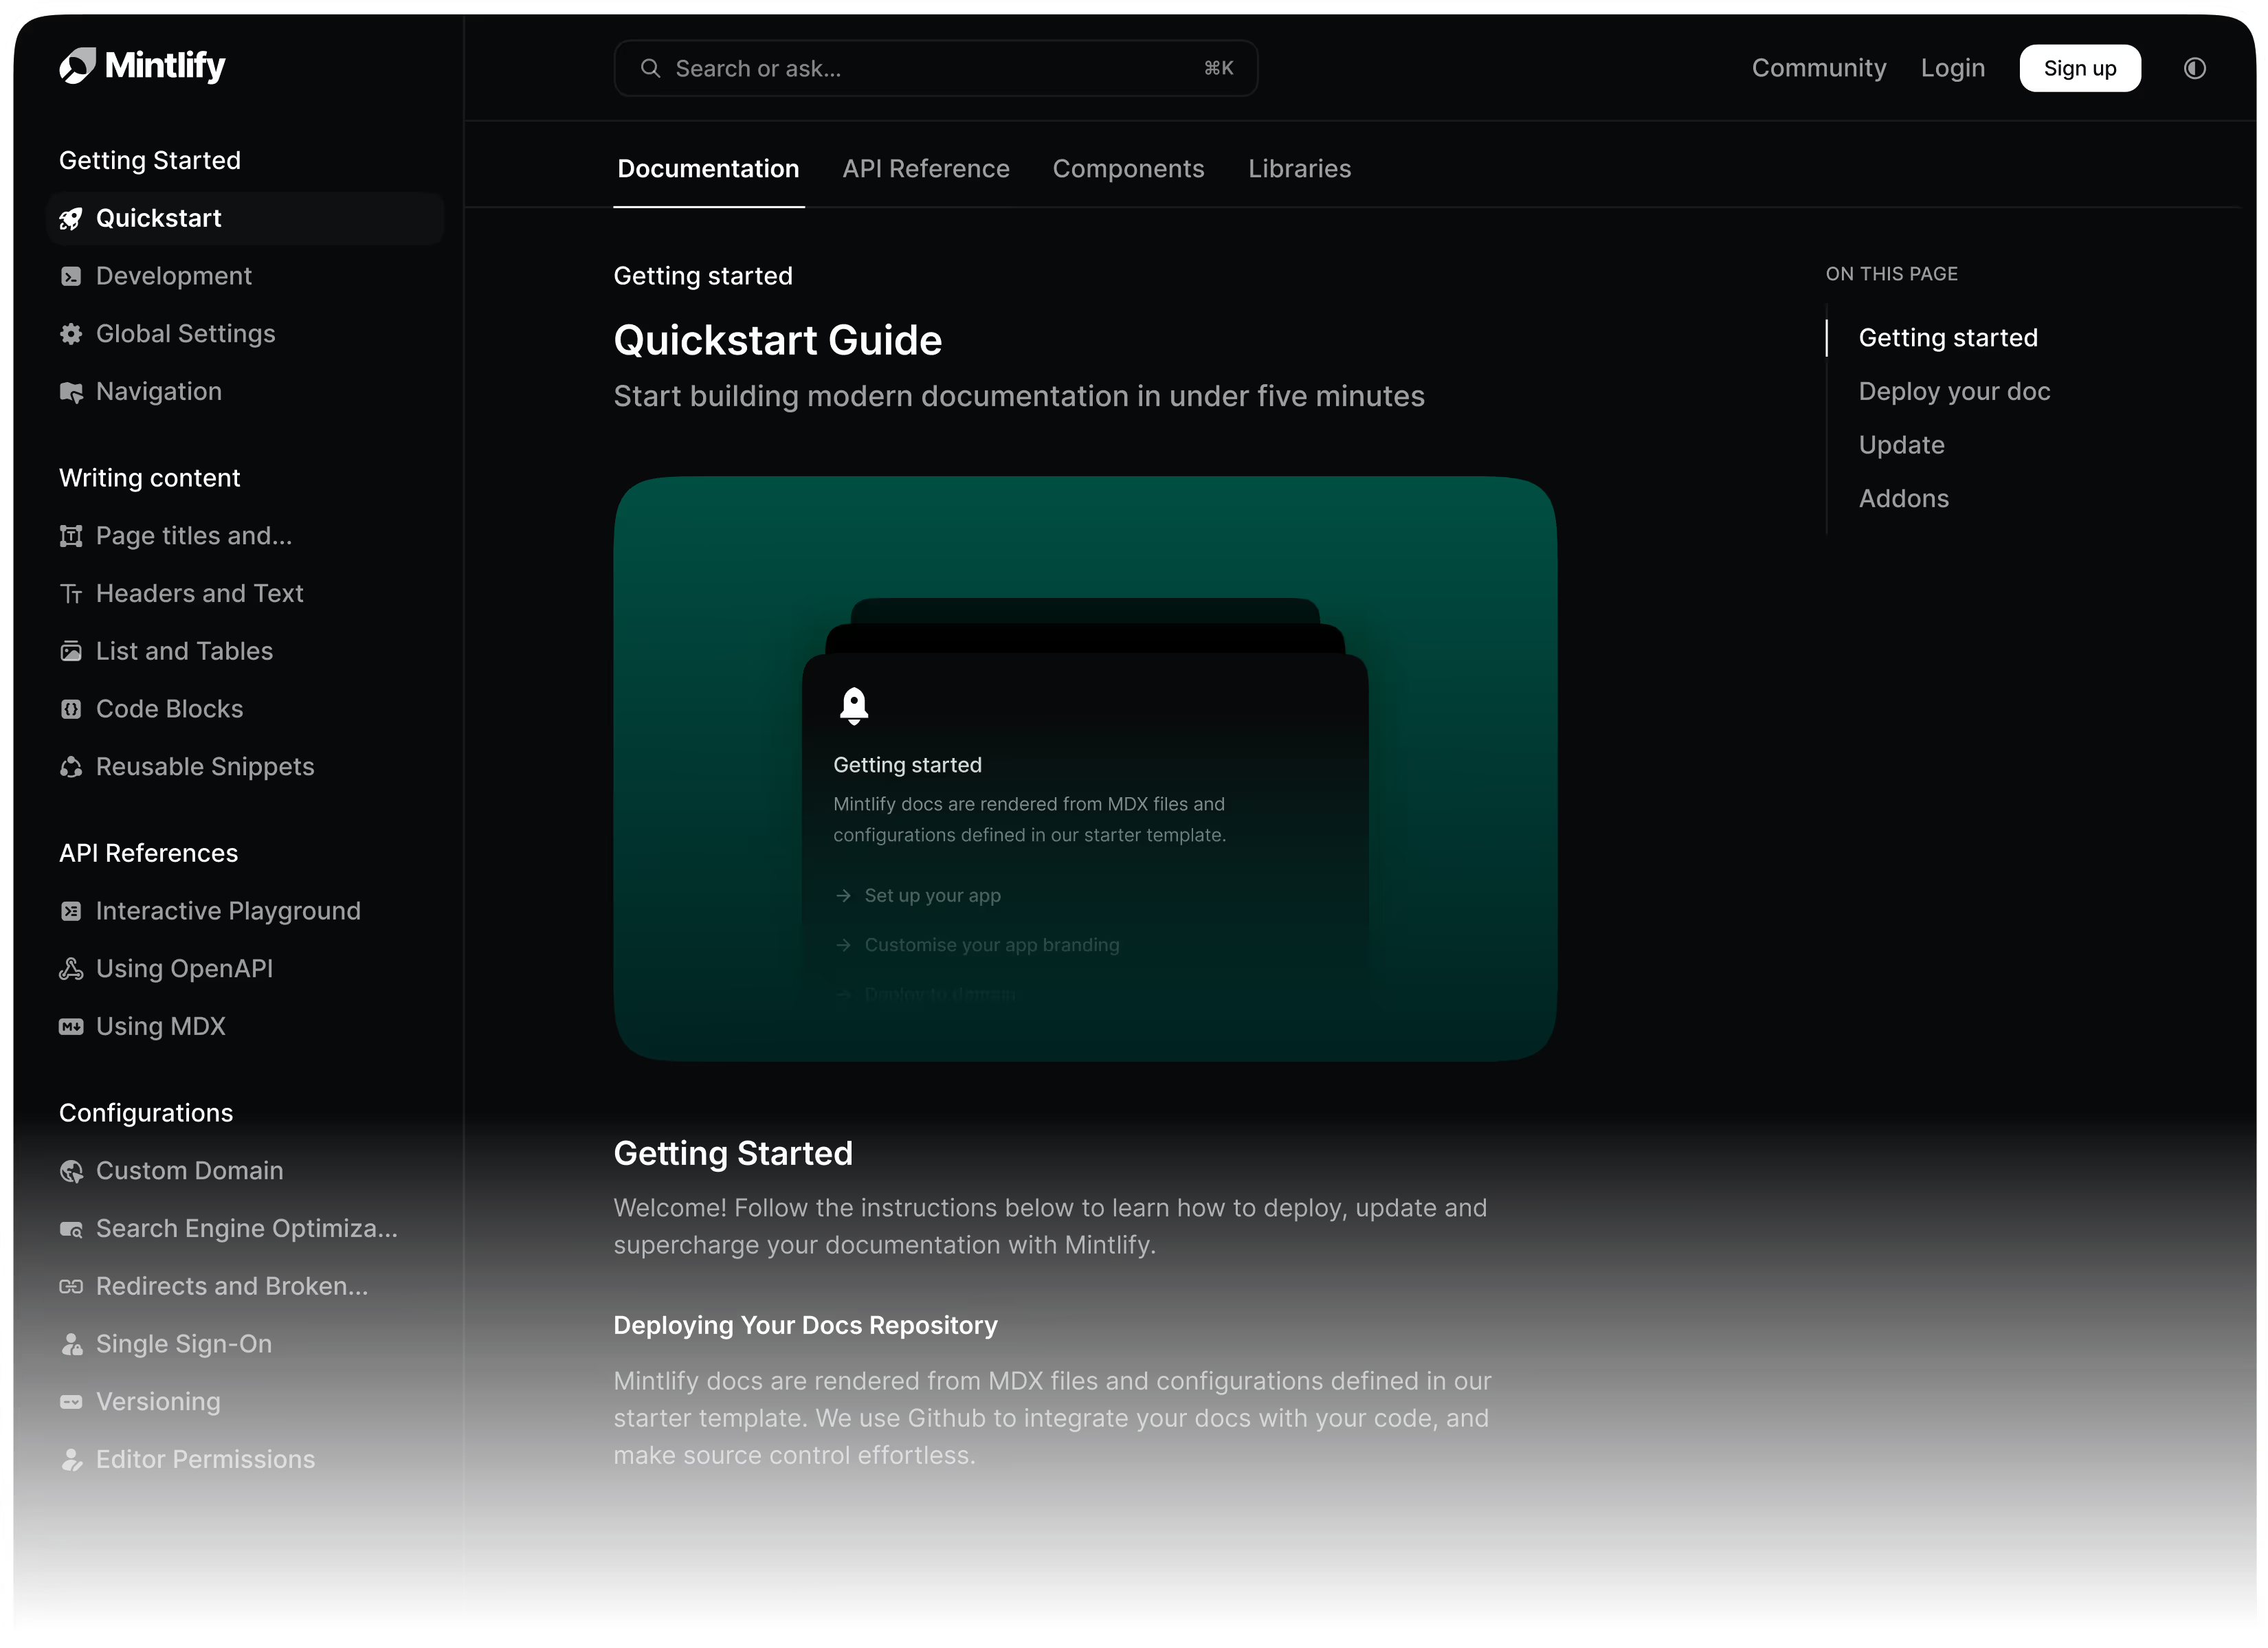 Mintlify
Search or ask...
⌘K
Community
Login
Sign up
Getting Started
Quickstart
Development
Global Settings
Navigation
Writing content
Page titles and...
Headers and Text
List and Tables
Code Blocks
Reusable Snippets
API References
Interactive Playground
Using OpenAPI
Using MDX
Configurations
Custom Domain
Search Engine Optimiza...
Redirects and Broken...
Single Sign-On
Versioning
Editor Permissions
Documentation
API Reference
Components
Libraries
Getting started
Quickstart Guide
Start building modern documentation in under five minutes
Getting started
Mintlify docs are rendered from MDX files and
configurations defined in our starter template.
Set up your app
Customise your app branding
Deploy to
Getting Started
Welcome! Follow the instructions below to learn how to deploy, update and
supercharge your documentation with Mintlify.
Deploying Your Docs Repository
Mintlify docs are rendered from MDX files and configurations defined in our
starter template. We use Github to integrate your docs with your code, and
make source control effortless.
ON THIS PAGE
Getting started
Deploy your doc
Update
Addons